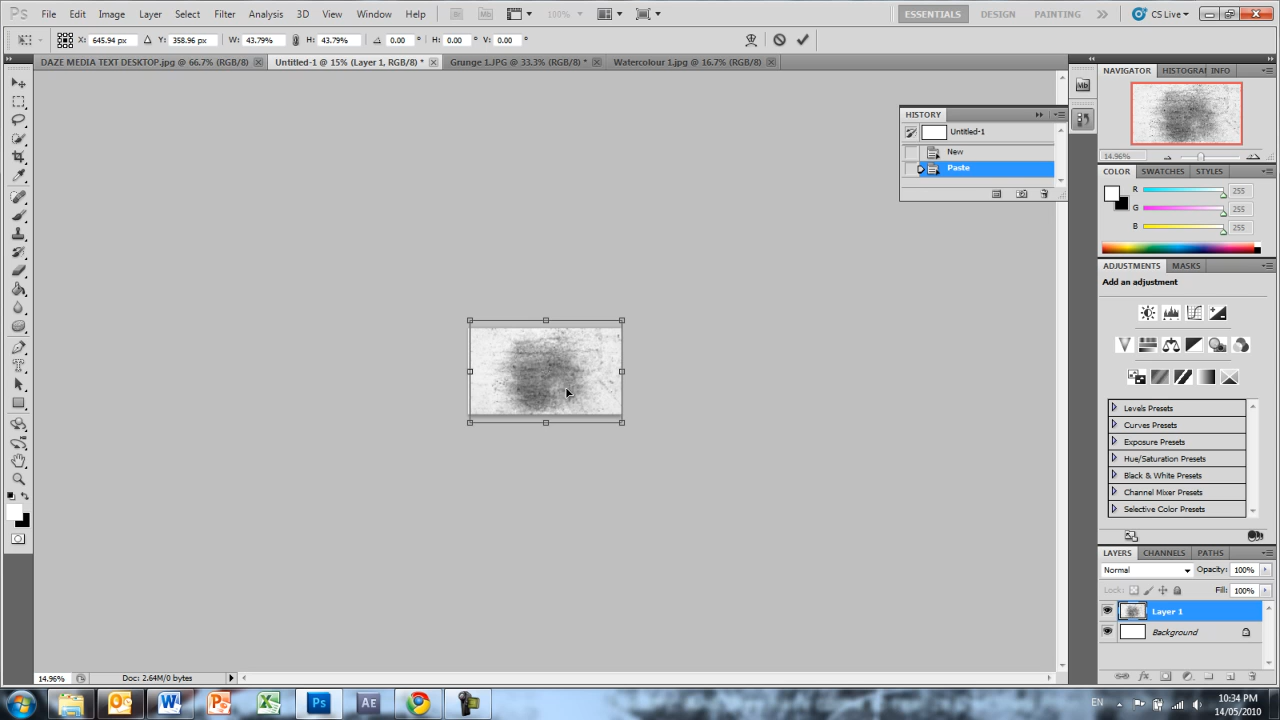 Ps File Edit Image Layer Select Filter Analysis 3D View Window Help Br Mb 100% ESSENTIALS DESIGN PAINTING CS Live
X: 645.94 px Y: 358.96 px W: 43.79% H: 43.79% 0.00 ° H: 0.00 ° V: 0.00 °
DAZE MEDIA TEXT DESKTOP.jpg @ 66.7% (RGB/8) Untitled-1 @ 15% (Layer 1, RGB/8) * Grunge 1.JPG @ 33.3% (RGB/8) * Watercolour 1.jpg @ 16.7% (RGB/8)
NAVIGATOR HISTOGRAM INFO
Mb
HISTORY
Untitled-1
New
Paste
14.96%
COLOR SWATCHES STYLES
R 255
G 255
B 255
ADJUSTMENTS MASKS
Add an adjustment
Levels Presets
Curves Presets
Exposure Presets
Hue/Saturation Presets
Black & White Presets
Channel Mixer Presets
Selective Color Presets
LAYERS CHANNELS PATHS
Normal Opacity: 100%
Lock: Fill: 100%
Layer 1
Background
14.96% Doc: 2.64M/0 bytes
Ps Ae EN 10:34 PM
14/05/2010